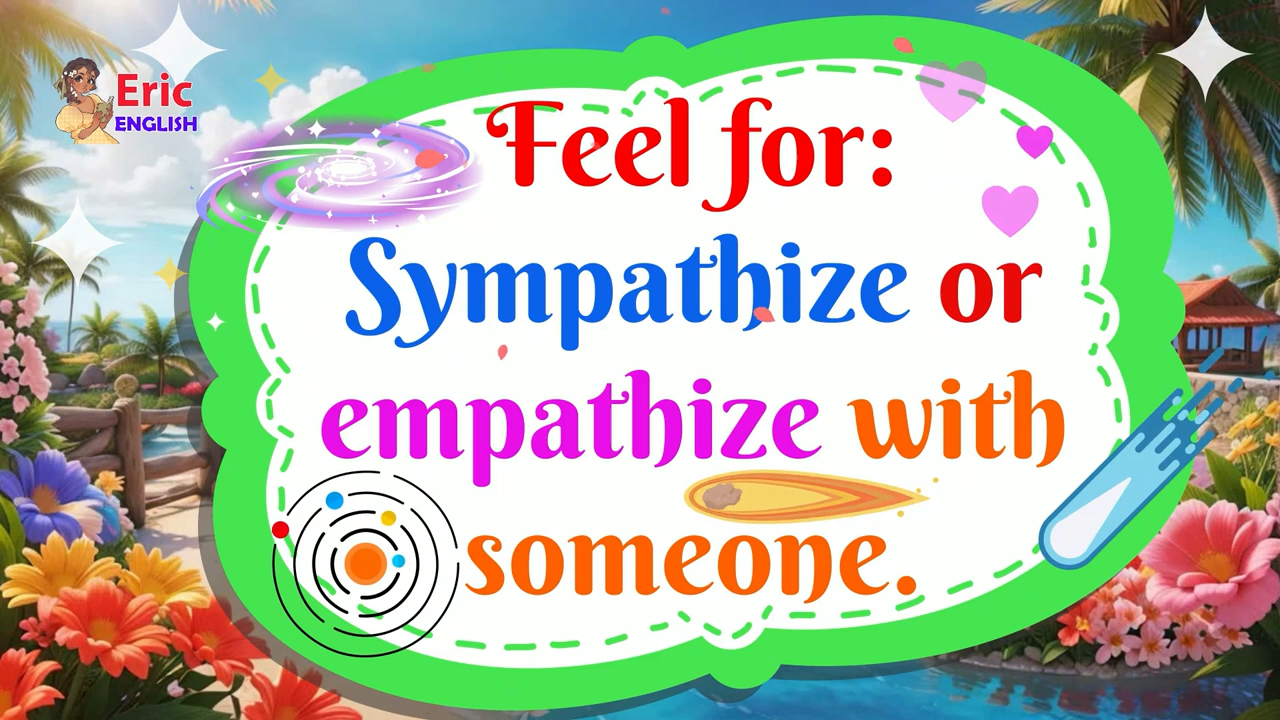 Eric
ENGLISH
Feel for:
Sympathize or
empathize with
someone.